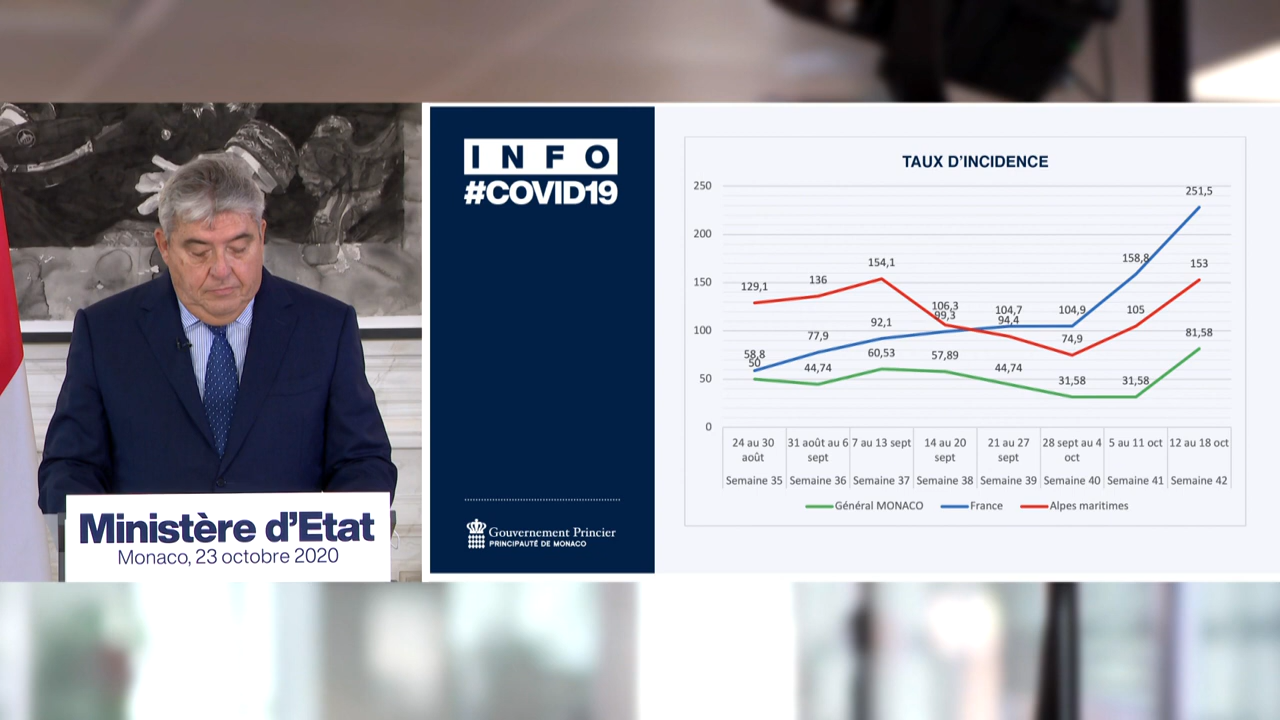 Ministère d'Etat
Monaco, 23 octobre 2020
INFO
#COVID19
Gouvernement Princier
PRINCIPAUTÉ DE MONACO
TAUX D'INCIDENCE
250
200
150
100
50
0
129,1
136
154,1
106,3
94,4
74,9
105
153
58,8
77,9
92,1
99,3
104,7
104,9
158,8
251,5
50
44,74
60,53
57,89
44,74
31,58
31,58
81,58
24 au 30 août
31 août au 6 sept
7 au 13 sept
14 au 20 sept
21 au 27 sept
28 sept au 4 oct
5 au 11 oct
12 au 18 oct
Semaine 35
Semaine 36
Semaine 37
Semaine 38
Semaine 39
Semaine 40
Semaine 41
Semaine 42
Général MONACO
France
Alpes maritimes